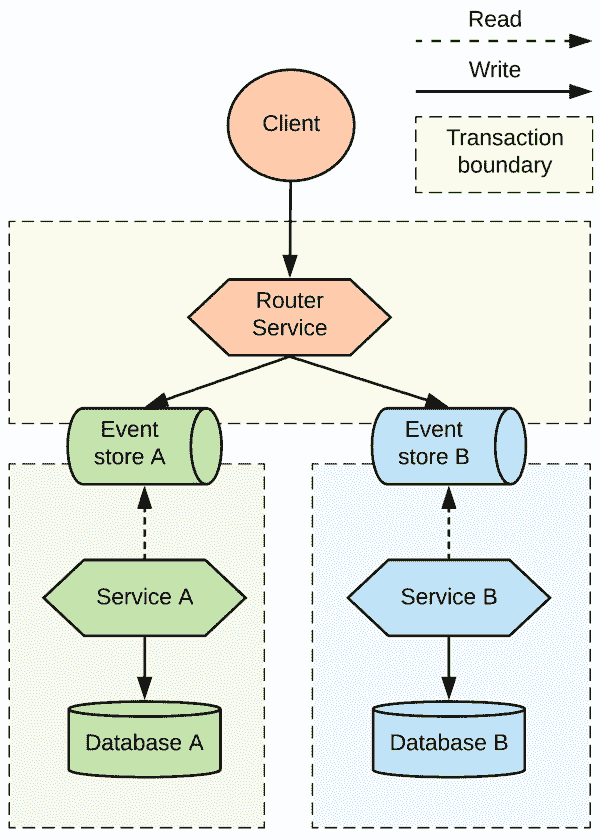 Read
Write
Transaction
boundary
Client
Router
Service
Event
store A
Event
store B
Service A
Service B
Database A
Database B